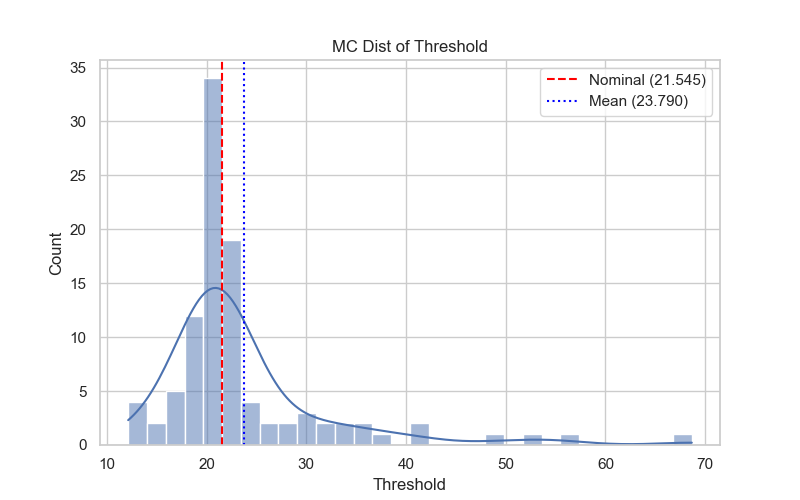 MC Dist of Threshold
Nominal (21.545)
Mean (23.790)
Count
35
30
25
20
15
10
5
0
10 20 30 40 50 60 70
Threshold